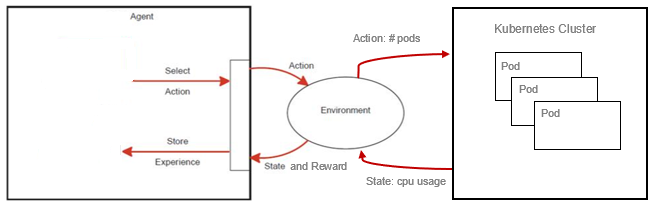 Agent
Select
Action
Store
Experience
Action
Environment
State and Reward
Action: # pods
State: cpu usage
Kubernetes Cluster
Pod
Pod
Pod